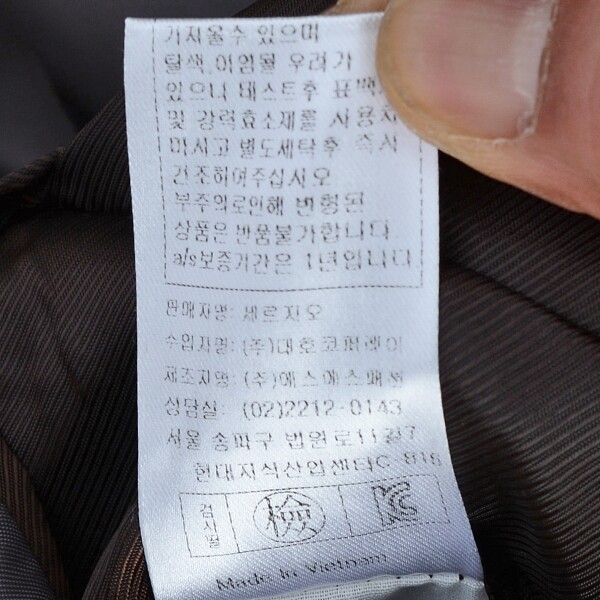 가져올수 있으며
탈색,이염될 우려가
있으니 테스트후 표백
및 강력효소제를 사용치
마시고 별도세탁후 즉시
건조하여주십시오
부주의로인해 변형된
상품은 반품불가합니다
a/s보증기간은 1년입니다
판매자명: 세르지오
수입자명: (주)대호코퍼레이
제조자명: (주)에스에스패션
상담실: (02)2212-0143
서울 송파구 법원로11길7
현대지식산업센터C 816
검사필 檢 KC
Made in Vietnam